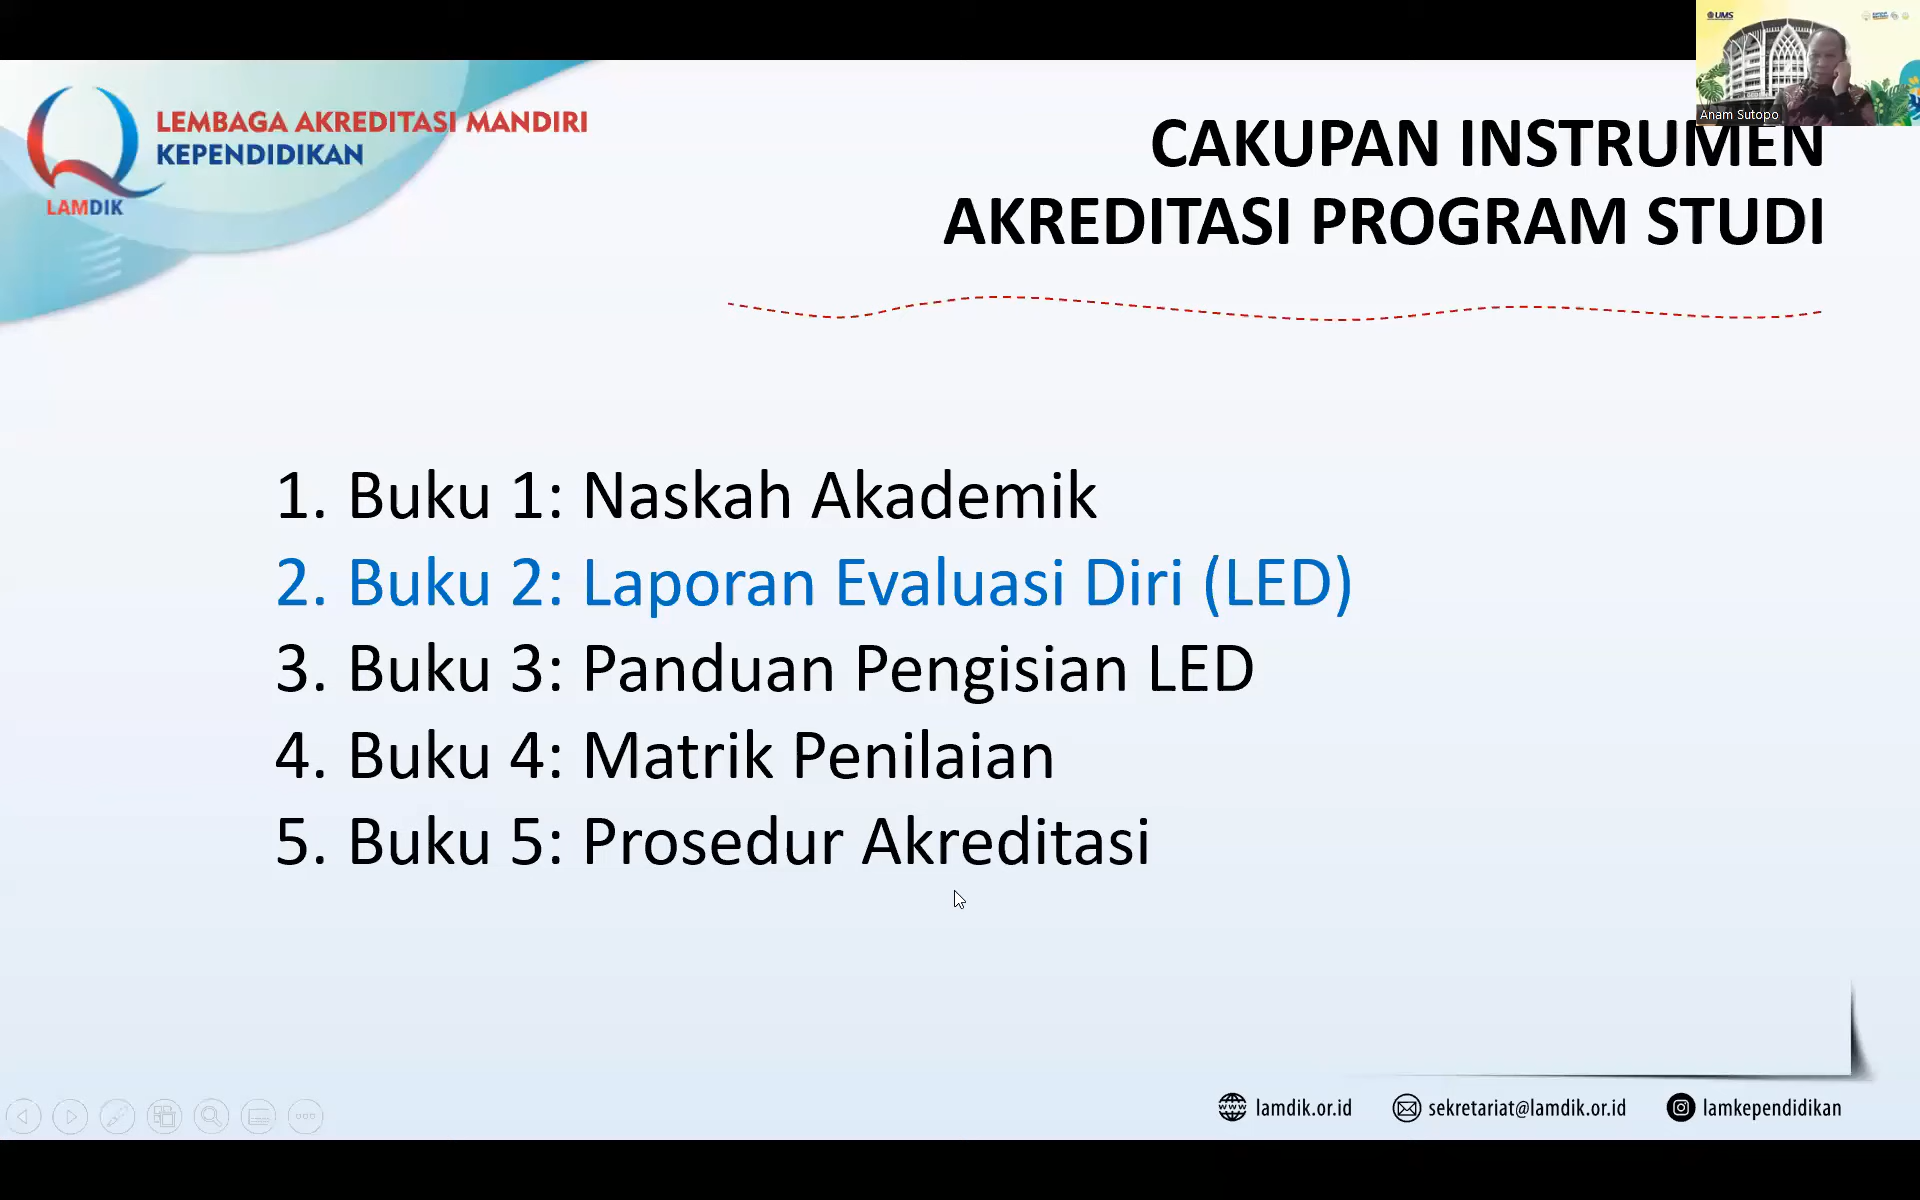 UMS
Anam Sutopo
LEMBAGA AKREDITASI MANDIRI
KEPENDIDIKAN
LAMDIK
CAKUPAN INSTRUMEN
AKREDITASI PROGRAM STUDI
1. Buku 1: Naskah Akademik
2. Buku 2: Laporan Evaluasi Diri (LED)
3. Buku 3: Panduan Pengisian LED
4. Buku 4: Matrik Penilaian
5. Buku 5: Prosedur Akreditasi
lamdik.or.id
sekretariat@lamdik.or.id
lamkependidikan